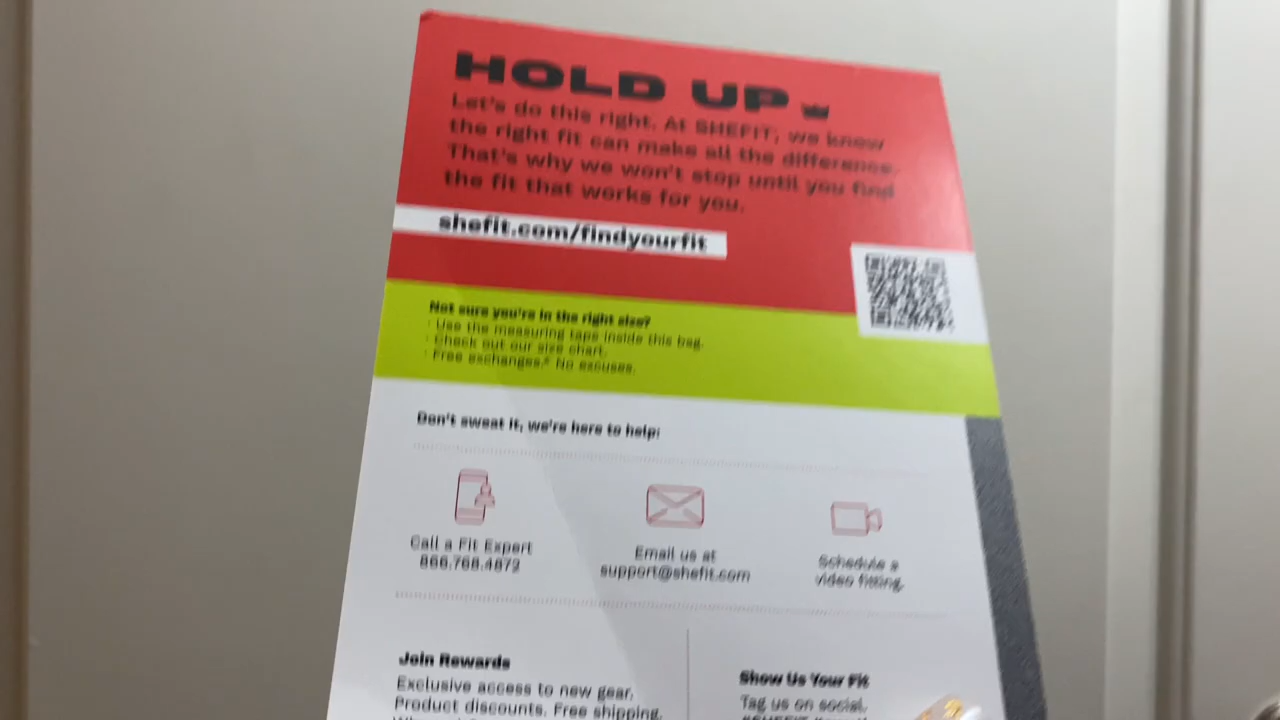 HOLD UP
Let's do this right. At SHEFIT, we know
the right fit can make all the difference.
That's why we won't stop until you find
the fit that works for you.
shefit.com/findyourfit
Not sure you're in the right size?
· Use the measuring tape inside this bag.
· Check out our size chart.
· Free exchanges.* No excuses.
Don't sweat it, we're here to help:
Call a Fit Expert
866.768.4872
Email us at
support@shefit.com
Schedule a
video fitting.
Join Rewards
Exclusive access to new gear.
Product discounts. Free shipping.
Show Us Your Fit
Tag us on social.